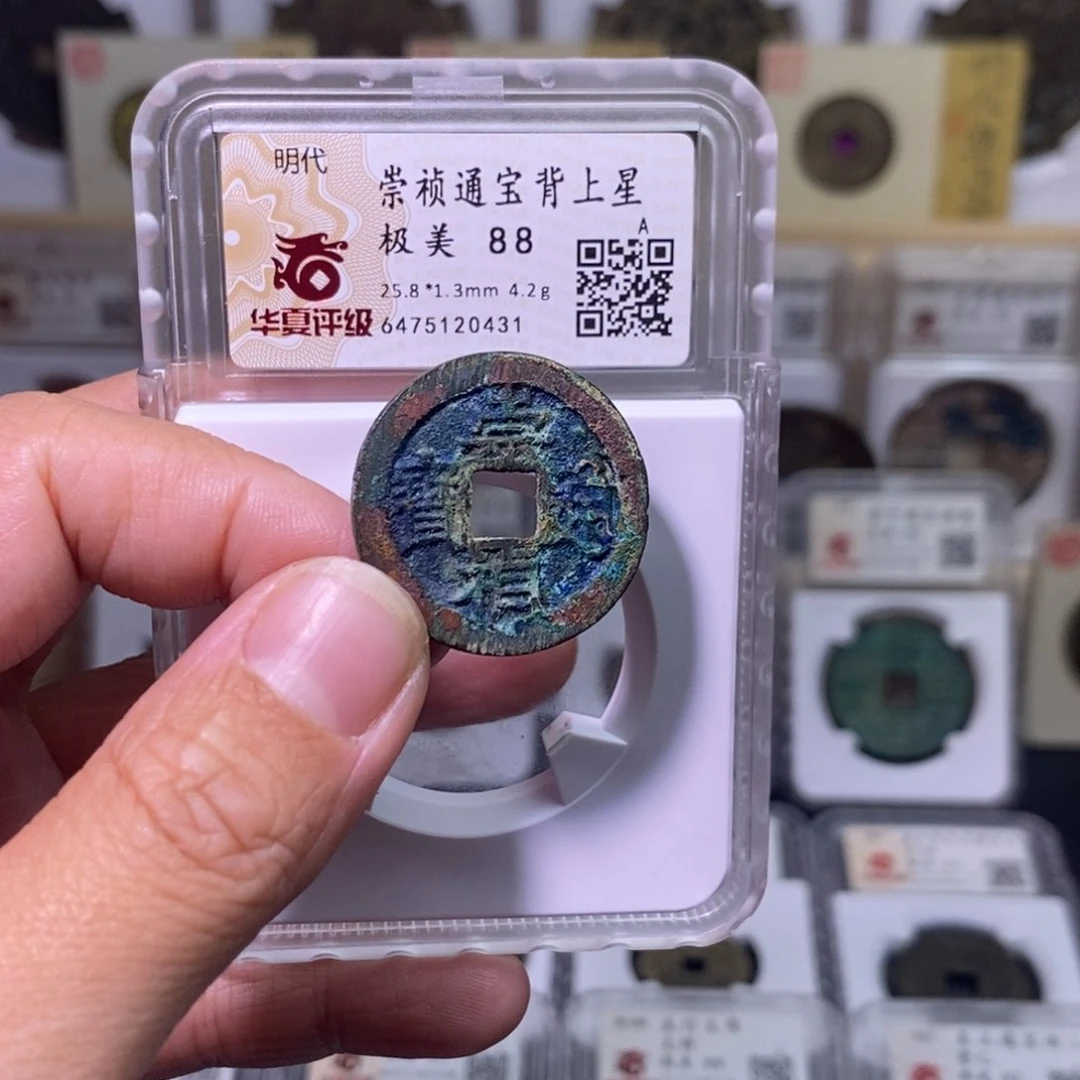 明代
崇祯通宝背上星
极美 88
A
25.8*1.3mm 4.2g
华夏评级
6475120431
崇祯通寳